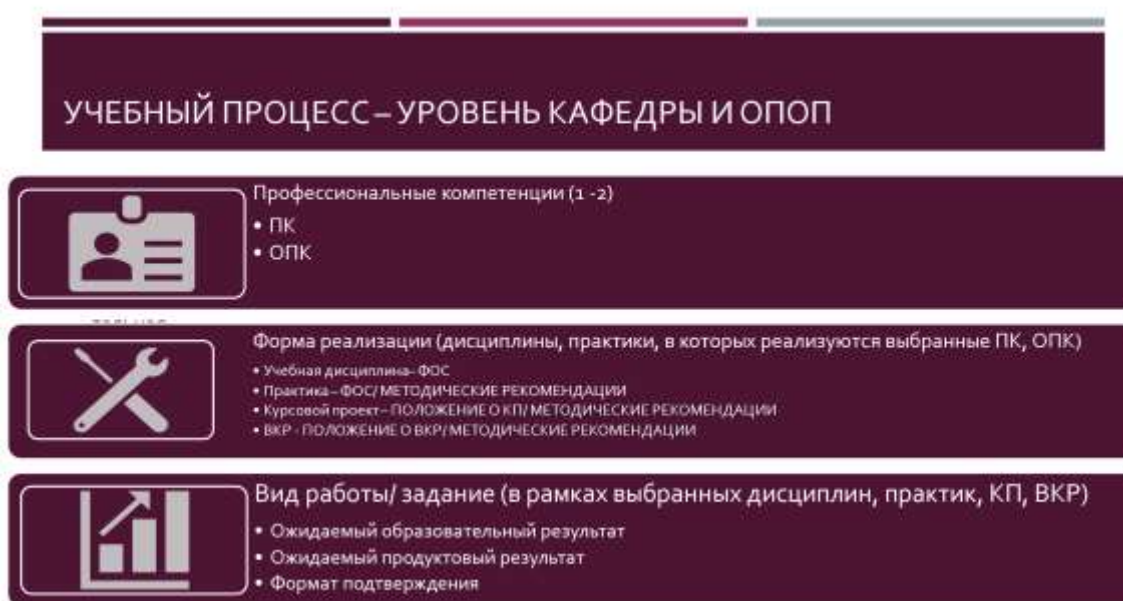 УЧЕБНЫЙ ПРОЦЕСС – УРОВЕНЬ КАФЕДРЫ И ОПОП
Профессиональные компетенции (1 -2)
• ПК
• ОПК
Форма реализации (дисциплины, практики, в которых реализуются выбранные ПК, ОПК)
• Учебная дисциплина– ФОС
• Практика – ФОС/ МЕТОДИЧЕСКИЕ РЕКОМЕНДАЦИИ
• Курсовой проект – ПОЛОЖЕНИЕ О КП/ МЕТОДИЧЕСКИЕ РЕКОМЕНДАЦИИ
• ВКР - ПОЛОЖЕНИЕ О ВКР/ МЕТОДИЧЕСКИЕ РЕКОМЕНДАЦИИ
Вид работы/ задание (в рамках выбранных дисциплин, практик, КП, ВКР)
• Ожидаемый образовательный результат
• Ожидаемый продуктовый результат
• Формат подтверждения